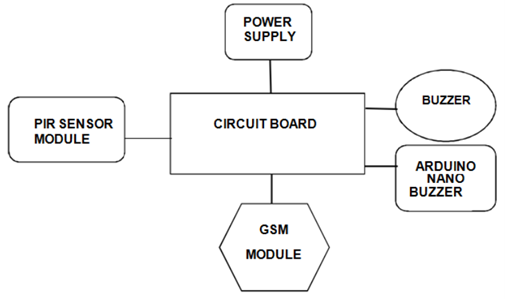 POWER
SUPPLY
PIR SENSOR
MODULE
CIRCUIT BOARD
BUZZER
ARDUINO
NANO
BUZZER
GSM
MODULE